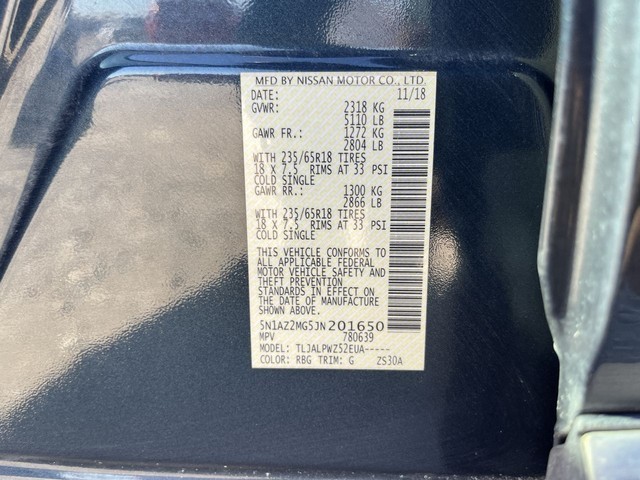 MFD BY NISSAN MOTOR CO., LTD.
DATE: 11/18
GVWR: 2318 KG
5110 LB
GAWR FR.: 1272 KG
2804 LB
WITH 235/65R18 TIRES
18 X 7.5 RIMS AT 33 PSI
COLD SINGLE
GAWR RR.: 1300 KG
2866 LB
WITH 235/65R18 TIRES
18 X 7.5 RIMS AT 33 PSI
COLD SINGLE
THIS VEHICLE CONFORMS TO
ALL APPLICABLE FEDERAL
MOTOR VEHICLE SAFETY AND
THEFT PREVENTION
STANDARDS IN EFFECT ON
THE DATE OF MANUFACTURE
SHOWN ABOVE.
5N1AZ2MG5JN201650
MPV 780639
MODEL: TLJALPWZ52EUA-----
COLOR: RBG TRIM: G ZS30A